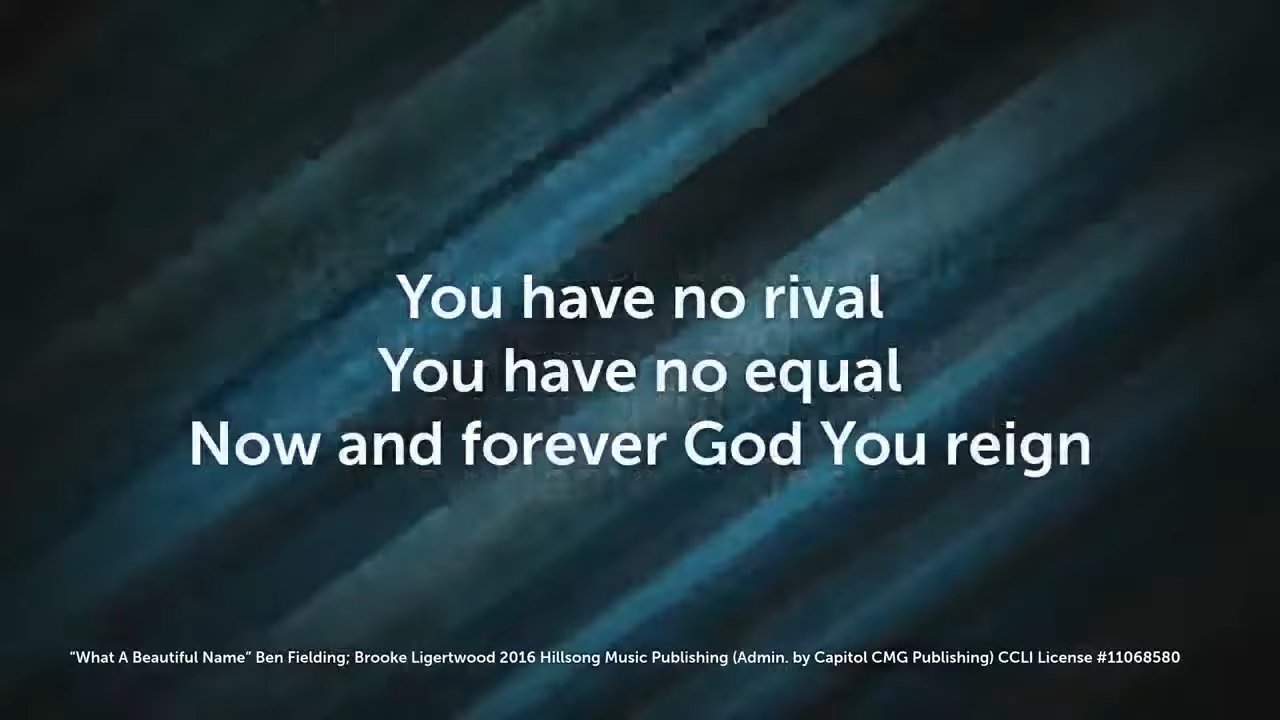 You have no rival
You have no equal
Now and forever God You reign
“What A Beautiful Name” Ben Fielding; Brooke Ligertwood 2016 Hillsong Music Publishing (Admin. by Capitol CMG Publishing) CCLI License #11068580